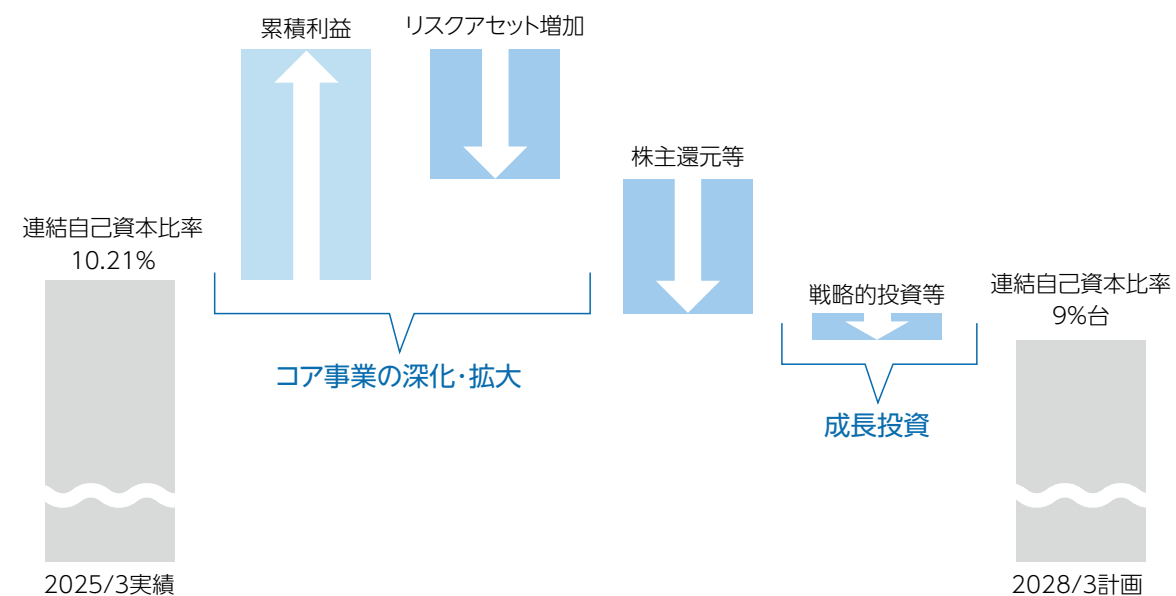 累積利益
リスクアセット増加
株主還元等
連結自己資本比率
10.21%
戦略的投資等
連結自己資本比率
9%台
コア事業の深化・拡大
成長投資
2025/3実績
2028/3計画